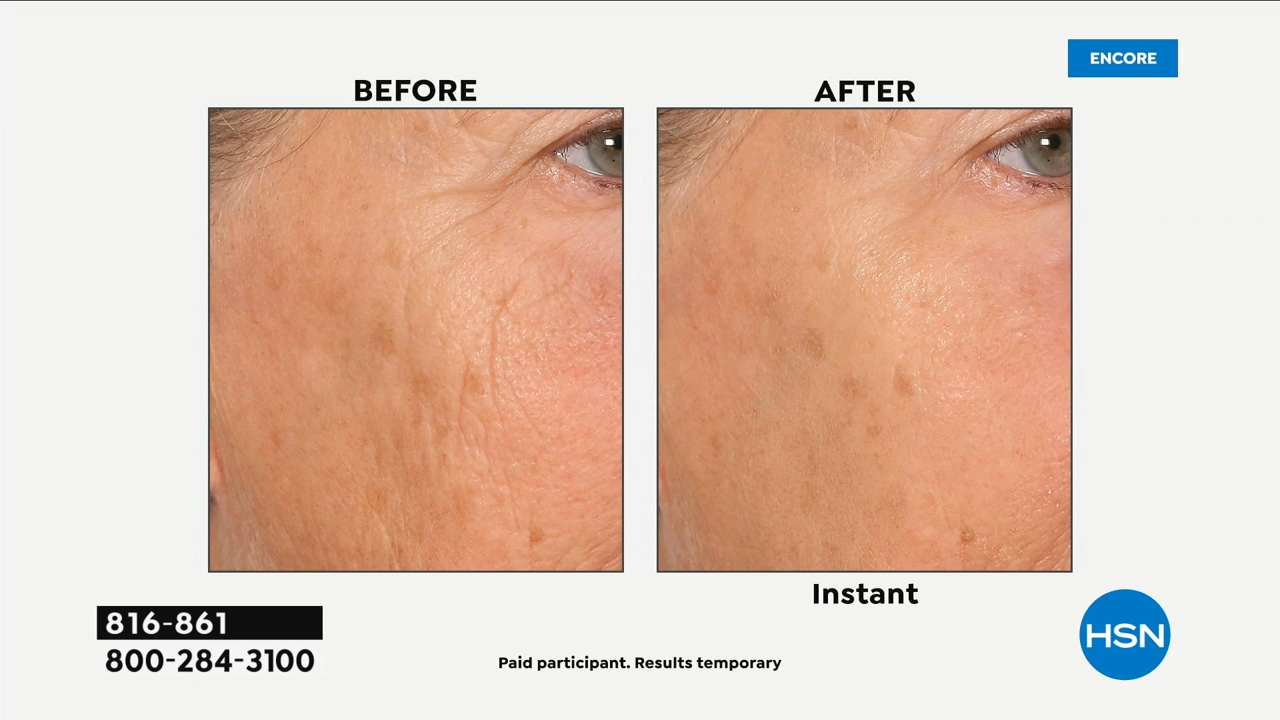 ENCORE
BEFORE
AFTER
Instant
816-861
800-284-3100
Paid participant. Results temporary
HSN